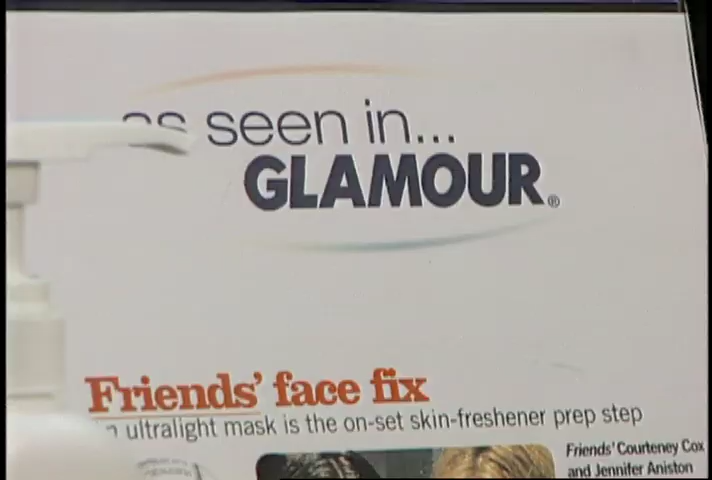 as seen in...
GLAMOUR®
Friends' face fix
ultralight mask is the on-set skin-freshener prep step
Friends' Courteney Cox
and Jennifer Aniston